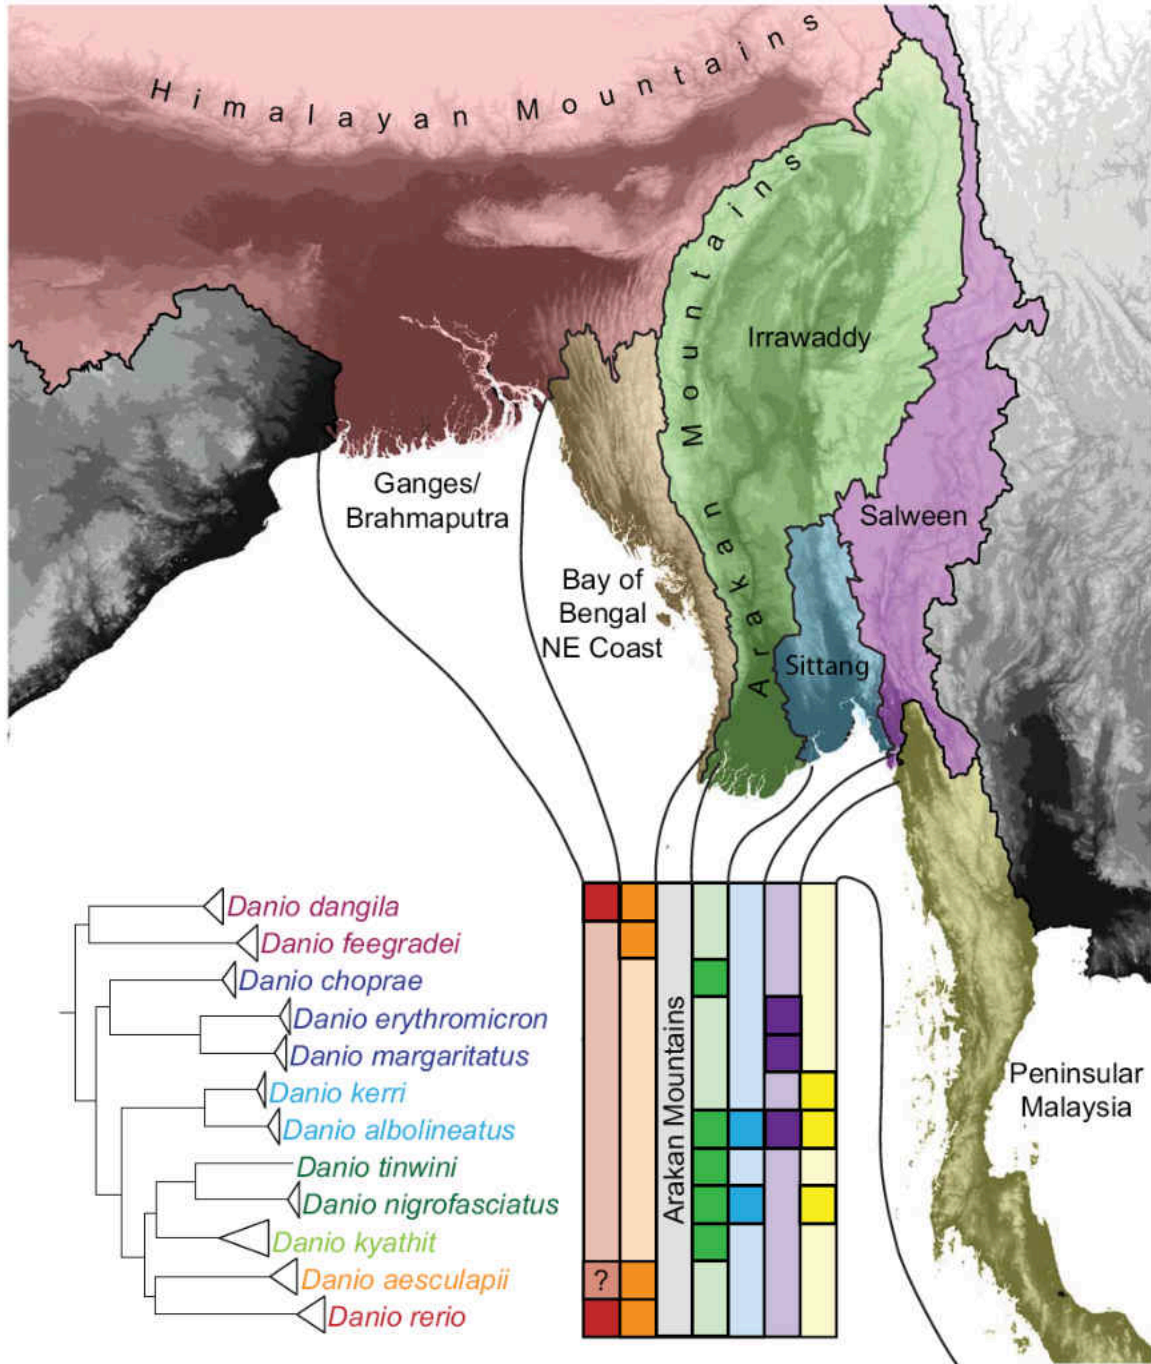 Himalayan Mountains
Arakan Mountains
Irrawaddy
Ganges/
Brahmaputra
Salween
Bay of
Bengal
NE Coast
Sittang
Peninsular
Malaysia
Arakan Mountains
Danio dangila
Danio feegradei
Danio choprae
Danio erythromicron
Danio margaritatus
Danio kerri
Danio albolineatus
Danio tinwini
Danio nigrofasciatus
Danio kyathit
Danio aesculapii
?
Danio rerio